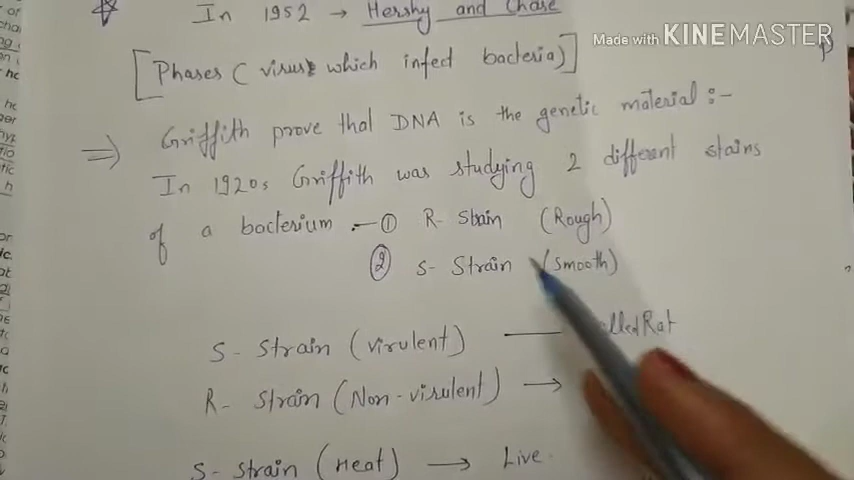 In 1952 → Hershy and Chase
Made with KINEMASTER
[Phases ( virus which infect bacteria)]
⇒ Griffith prove that DNA is the genetic material :-
In 1920s Griffith was studying 2 different stains
of a bacterium .— ① R- Stain (Rough)
② S- Strain (Smooth)
S- Strain (virulent) — lledRat
R- Strain (Non-virulent) →
S- Strain (Heat) → Live.